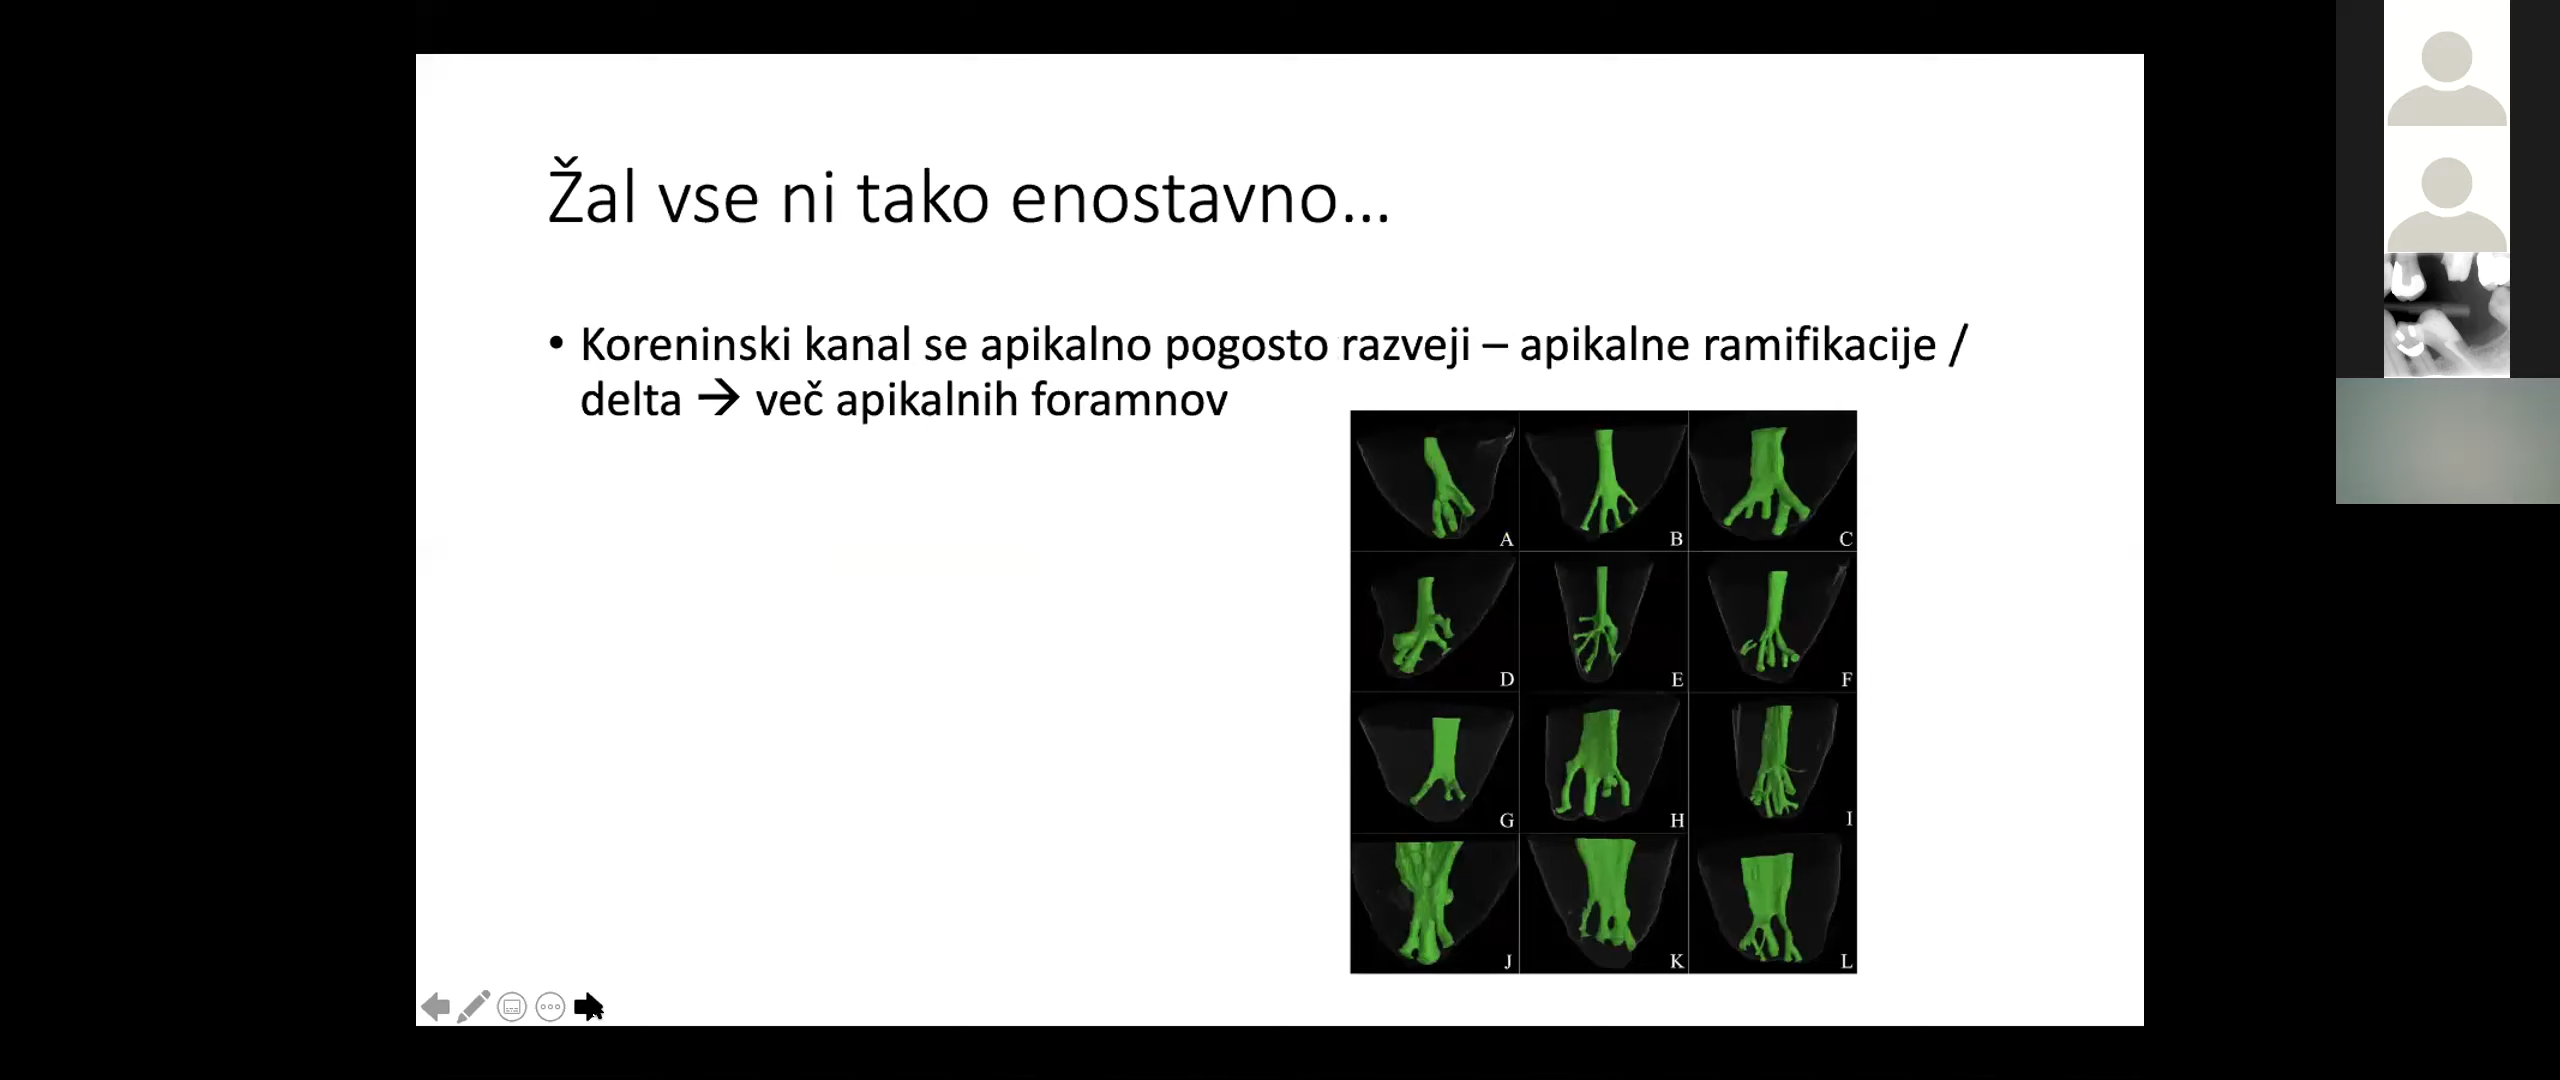 Žal vse ni tako enostavno...
• Koreninski kanal se apikalno pogosto razveji – apikalne ramifikacije /
delta → več apikalnih foramnov
A
B
C
D
E
F
G
H
I
J
K
L